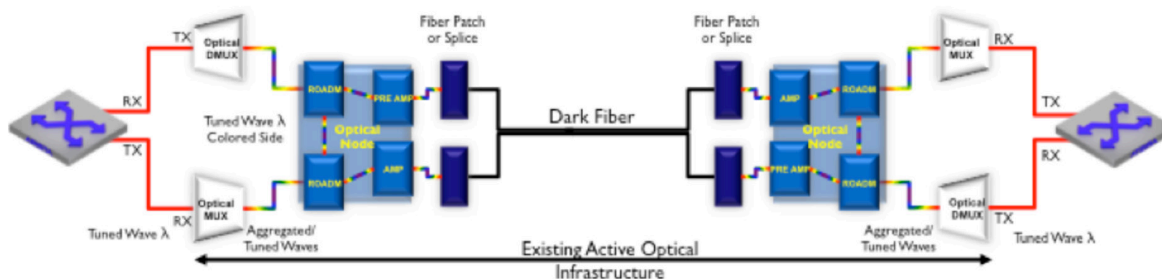 TX
Optical
DMUX
RX
TX
RX
Optical
MUX
Tuned Wave λ
Tuned Wave λ
Colored Side
Aggregated/
Tuned Waves
ROADM
PRE AMP
Optical
Node
ROADM
AMP
Fiber Patch
or Splice
Dark Fiber
Fiber Patch
or Splice
AMP
ROADM
Optical
Node
PRE AMP
ROADM
Optical
MUX
RX
TX
RX
Optical
DMUX
TX
Aggregated/
Tuned Waves
Tuned Wave λ
Existing Active Optical
Infrastructure